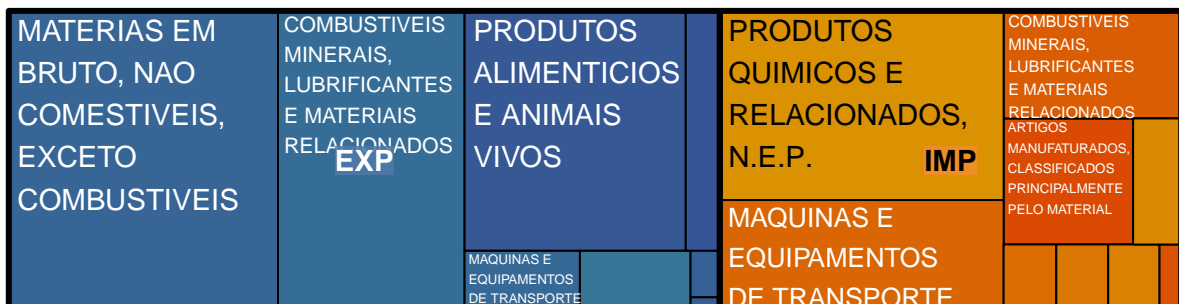 MATERIAS EM
BRUTO, NAO
COMESTIVEIS,
EXCETO
COMBUSTIVEIS
COMBUSTIVEIS
MINERAIS,
LUBRIFICANTES
E MATERIAIS
RELACIONADOS
EXP
PRODUTOS
ALIMENTICIOS
E ANIMAIS
VIVOS
MAQUINAS E
EQUIPAMENTOS
DE TRANSPORTE
PRODUTOS
QUIMICOS E
RELACIONADOS,
N.E.P.
IMP
MAQUINAS E
EQUIPAMENTOS
DE TRANSPORTE
COMBUSTIVEIS
MINERAIS,
LUBRIFICANTES
E MATERIAIS
RELACIONADOS
ARTIGOS
MANUFATURADOS,
CLASSIFICADOS
PRINCIPALMENTE
PELO MATERIAL